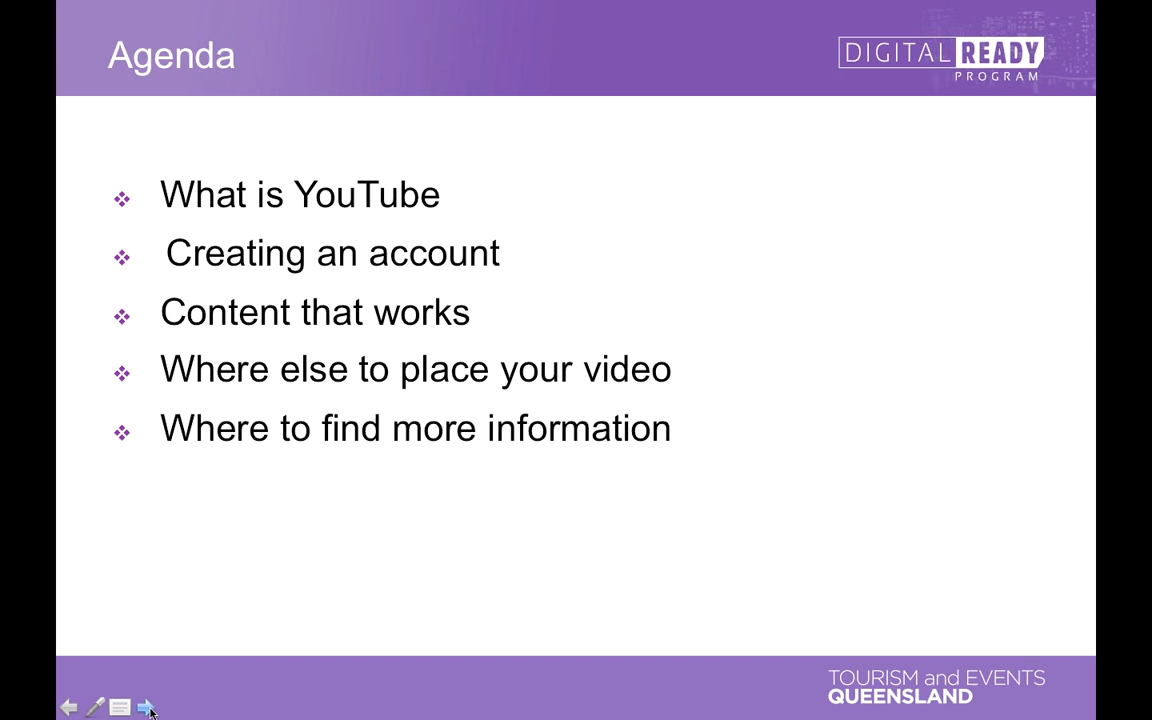 Agenda
DIGITAL READY
PROGRAM
What is YouTube
Creating an account
Content that works
Where else to place your video
Where to find more information
TOURISM and EVENTS
QUEENSLAND